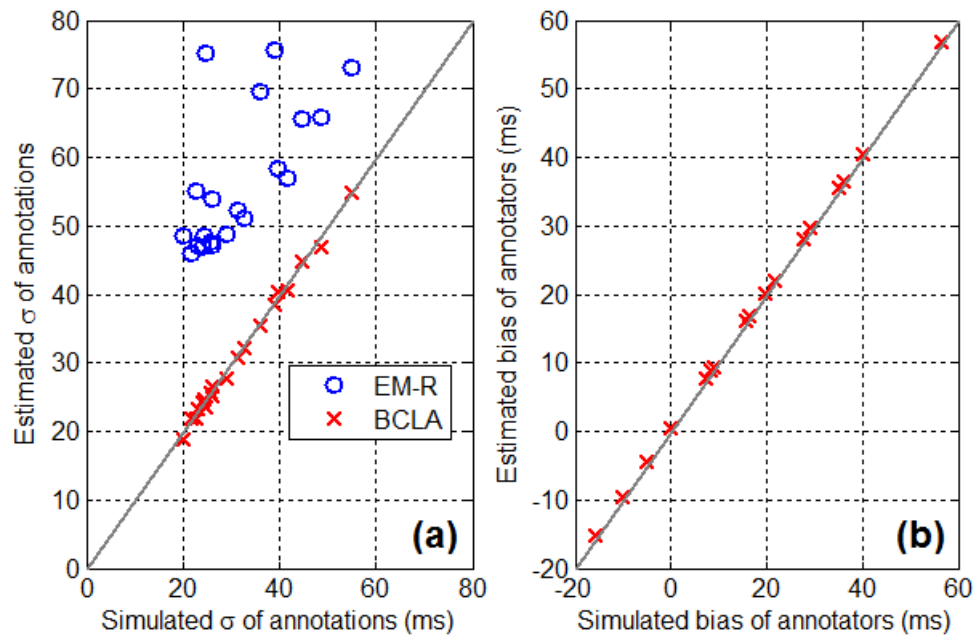 80
70
60
50
40
30
20
10
0
0 20 40 60 80
Estimated σ of annotations
Simulated σ of annotations (ms)
EM-R
BCLA
(a)
60
50
40
30
20
10
0
-10
-20
-20 0 20 40 60
Estimated bias of annotators (ms)
Simulated bias of annotators (ms)
(b)